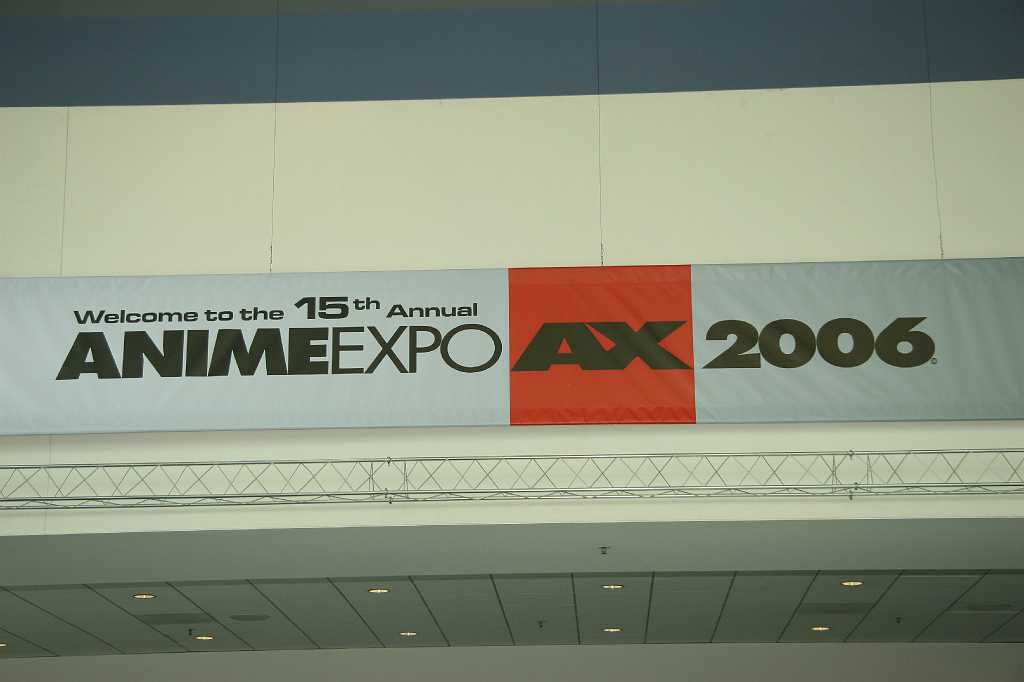 Welcome to the 15th Annual
ANIMEEXPO AX 2006